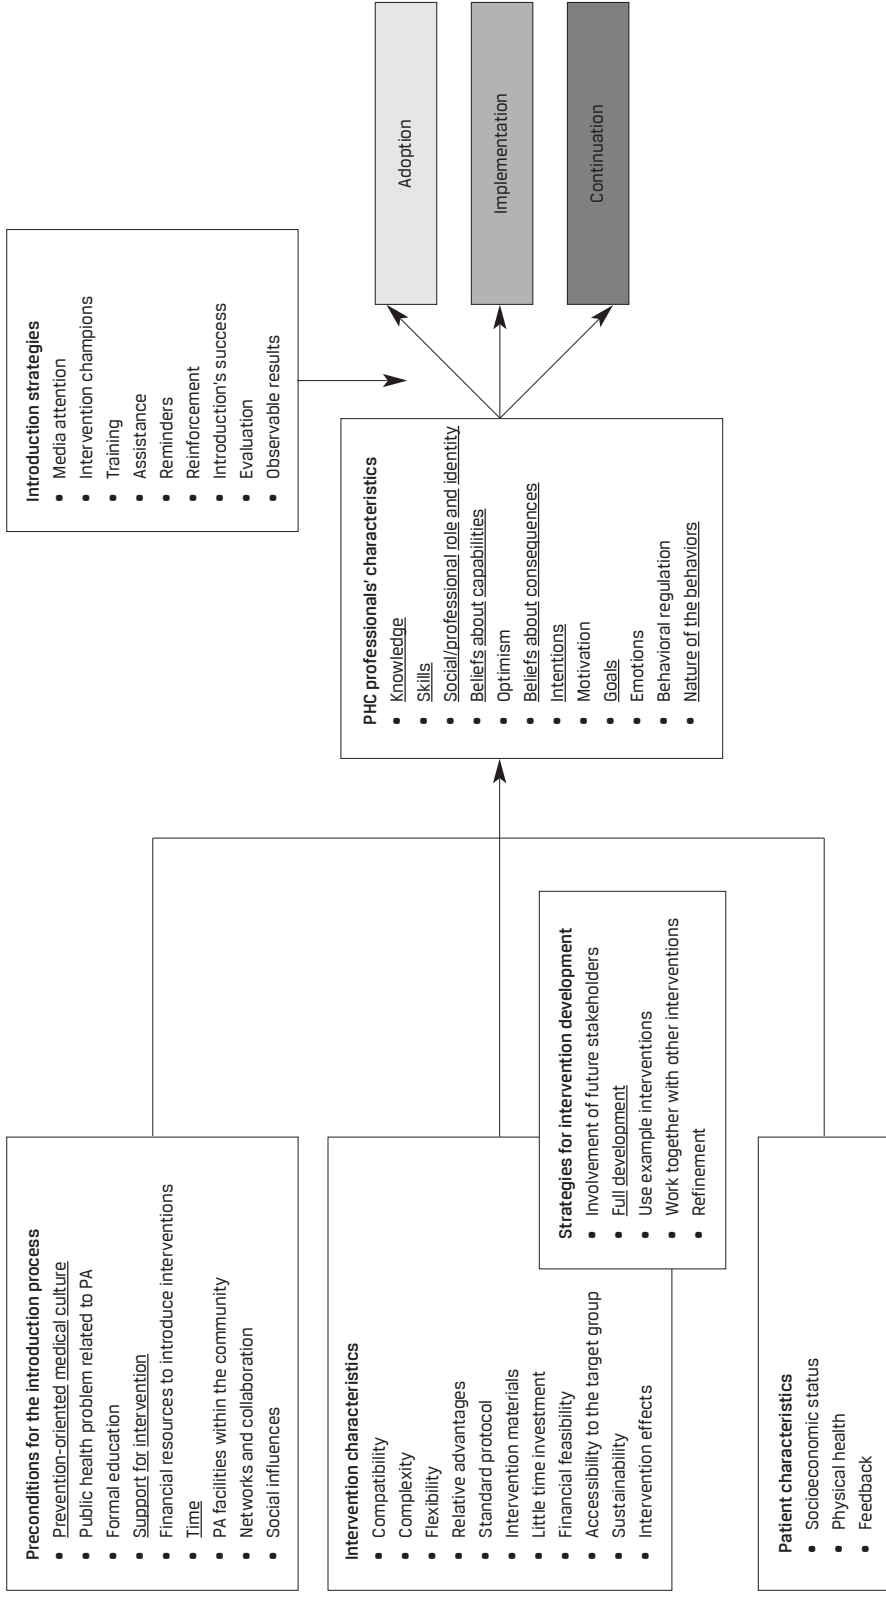 Preconditions for the introduction process
• Prevention-oriented medical culture
• Public health problem related to PA
• Formal education
• Support for intervention
• Financial resources to introduce interventions
• Time
• PA facilities within the community
• Networks and collaboration
• Social influences
Intervention characteristics
• Compatibility
• Complexity
• Flexibility
• Relative advantages
• Standard protocol
• Intervention materials
• Little time investment
• Financial feasibility
• Accessibility to the target group
• Sustainability
• Intervention effects
Strategies for intervention development
• Involvement of future stakeholders
• Full development
• Use example interventions
• Work together with other interventions
• Refinement
Patient characteristics
• Socioeconomic status
• Physical health
• Feedback
PHC professionals' characteristics
• Knowledge
• Skills
• Social/professional role and identity
• Beliefs about capabilities
• Optimism
• Beliefs about consequences
• Intentions
• Motivation
• Goals
• Emotions
• Behavioral regulation
• Nature of the behaviors
Introduction strategies
• Media attention
• Intervention champions
• Training
• Assistance
• Reminders
• Reinforcement
• Introduction's success
• Evaluation
• Observable results
Adoption
Implementation
Continuation